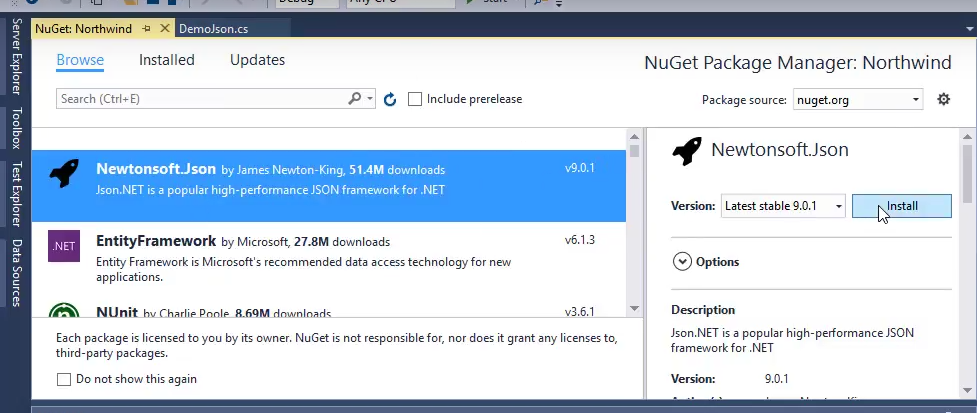 Debug
Any CPU
Start
Server Explorer
Toolbox
Test Explorer
Data Sources
NuGet: Northwind
DemoJson.cs
Browse
Installed
Updates
NuGet Package Manager: Northwind
Search (Ctrl+E)
Include prerelease
Package source: nuget.org
Newtonsoft.Json by James Newton-King, 51.4M downloads
v9.0.1
Json.NET is a popular high-performance JSON framework for .NET
.NET
EntityFramework by Microsoft, 27.8M downloads
v6.1.3
Entity Framework is Microsoft's recommended data access technology for new
applications.
NUnit by Charlie Poole, 8.69M downloads
v3.6.1
Each package is licensed to you by its owner. NuGet is not responsible for, nor does it grant any licenses to,
third-party packages.
Do not show this again
Newtonsoft.Json
Version: Latest stable 9.0.1
Install
Options
Description
Json.NET is a popular high-performance JSON
framework for .NET
Version: 9.0.1